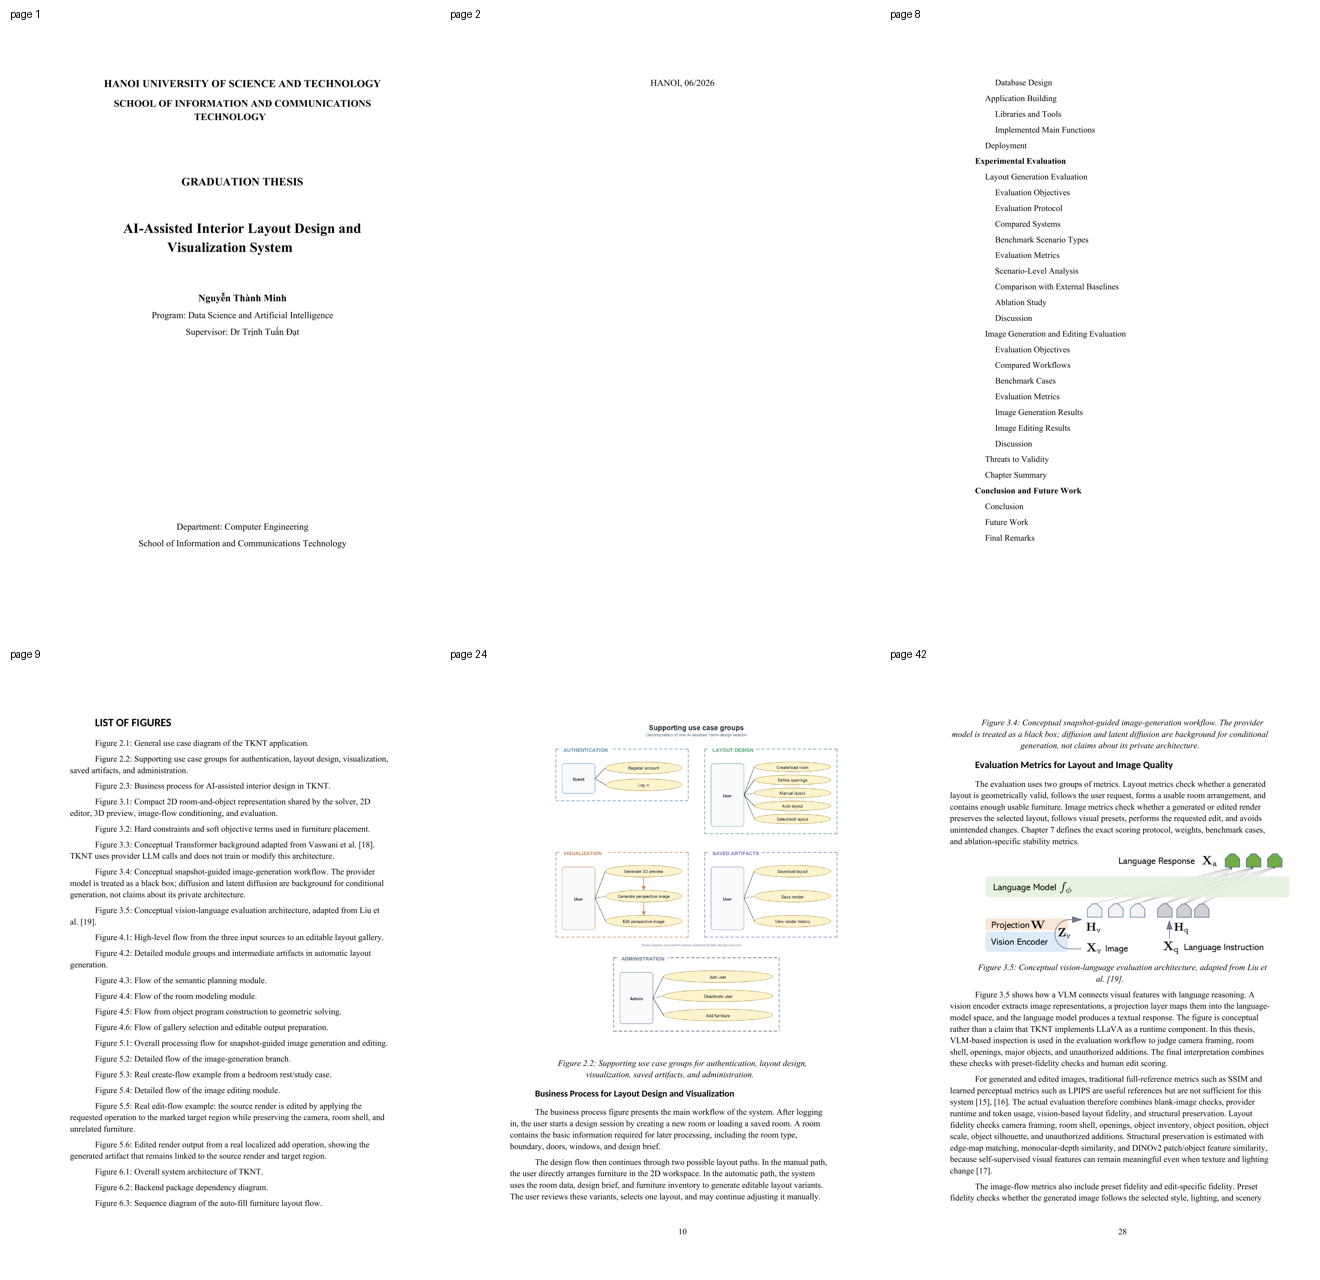 page 1
HANOI UNIVERSITY OF SCIENCE AND TECHNOLOGY
SCHOOL OF INFORMATION AND COMMUNICATIONS
TECHNOLOGY
GRADUATION THESIS
AI-Assisted Interior Layout Design and
Visualization System
Nguyễn Thành Minh
Program: Data Science and Artificial Intelligence
Supervisor: Dr Trịnh Tuấn Đạt
Department: Computer Engineering
School of Information and Communications Technology
page 2
HANOI, 06/2026
page 8
Database Design
Application Building
Libraries and Tools
Implemented Main Functions
Deployment
Experimental Evaluation
Layout Generation Evaluation
Evaluation Objectives
Evaluation Protocol
Compared Systems
Benchmark Scenario Types
Evaluation Metrics
Scenario-Level Analysis
Comparison with External Baselines
Ablation Study
Discussion
Image Generation and Editing Evaluation
Evaluation Objectives
Compared Workflows
Benchmark Cases
Evaluation Metrics
Image Generation Results
Image Editing Results
Discussion
Threats to Validity
Chapter Summary
Conclusion and Future Work
Conclusion
Future Work
Final Remarks
page 9
LIST OF FIGURES
Figure 2.1: General use case diagram of the TKNT application.
Figure 2.2: Supporting use case groups for authentication, layout design, visualization,
saved artifacts, and administration.
Figure 2.3: Business process for AI-assisted interior design in TKNT.
Figure 3.1: Compact 2D room-and-object representation shared by the solver, 2D
editor, 3D preview, image-flow conditioning, and evaluation.
Figure 3.2: Hard constraints and soft objective terms used in furniture placement.
Figure 3.3: Conceptual Transformer background adapted from Vaswani et al. [18].
TKNT uses provider LLM calls and does not train or modify this architecture.
Figure 3.4: Conceptual snapshot-guided image-generation workflow. The provider
model is treated as a black box; diffusion and latent diffusion are background for conditional
generation, not claims about its private architecture.
Figure 3.5: Conceptual vision-language evaluation architecture, adapted from Liu et
al. [19].
Figure 4.1: High-level flow from the three input sources to an editable layout gallery.
Figure 4.2: Detailed module groups and intermediate artifacts in automatic layout
generation.
Figure 4.3: Flow of the semantic planning module.
Figure 4.4: Flow of the room modeling module.
Figure 4.5: Flow from object program construction to geometric solving.
Figure 4.6: Flow of gallery selection and editable output preparation.
Figure 5.1: Overall processing flow for snapshot-guided image generation and editing.
Figure 5.2: Detailed flow of the image-generation branch.
Figure 5.3: Real create-flow example from a bedroom rest/study case.
Figure 5.4: Detailed flow of the image editing module.
Figure 5.5: Real edit-flow example: the source render is edited by applying the
requested operation to the marked target region while preserving the camera, room shell, and
unrelated furniture.
Figure 5.6: Edited render output from a real localized add operation, showing the
generated artifact that remains linked to the source render and target region.
Figure 6.1: Overall system architecture of TKNT.
Figure 6.2: Backend package dependency diagram.
Figure 6.3: Sequence diagram of the auto-fill furniture layout flow.
page 24
Supporting use case groups
Decomposition of one AI-assisted room-design session
AUTHENTICATION
Guest
Register account
Log in
LAYOUT DESIGN
User
Create/load room
Define openings
Manual layout
Auto layout
Select/edit layout
VISUALIZATION
User
Generate 3D preview
Generate perspective image
Edit perspective image
SAVED ARTIFACTS
User
Save/load layout
Save render
View render history
ADMINISTRATION
Admin
Add user
Deactivate user
Add furniture
Figure 2.2: Supporting use case groups for authentication, layout design,
visualization, saved artifacts, and administration.
Business Process for Layout Design and Visualization
The business process figure presents the main workflow of the system. After logging
in, the user starts a design session by creating a new room or loading a saved room. A room
contains the basic information required for later processing, including the room type,
boundary, doors, windows, and design brief.
The design flow then continues through two possible layout paths. In the manual path,
the user directly arranges furniture in the 2D workspace. In the automatic path, the system
uses the room data, design brief, and furniture inventory to generate editable layout variants.
The user reviews these variants, selects one layout, and may continue adjusting it manually.
10
page 42
Figure 3.4: Conceptual snapshot-guided image-generation workflow. The provider
model is treated as a black box; diffusion and latent diffusion are background for conditional
generation, not claims about its private architecture.
Evaluation Metrics for Layout and Image Quality
The evaluation uses two groups of metrics. Layout metrics check whether a generated
layout is geometrically valid, follows the user request, forms a usable room arrangement, and
contains enough usable furniture. Image metrics check whether a generated or edited render
preserves the selected layout, follows visual presets, performs the requested edit, and avoids
unintended changes. Chapter 7 defines the exact scoring protocol, weights, benchmark cases,
and ablation-specific stability metrics.
Language Response Xa
Language Model fϕ
Projection W
Vision Encoder
Zv
Hv
Hq
Xv Image
Xq Language Instruction
Figure 3.5: Conceptual vision-language evaluation architecture, adapted from Liu et
al. [19].
Figure 3.5 shows how a VLM connects visual features with language reasoning. A
vision encoder extracts image representations, a projection layer maps them into the language-
model space, and the language model produces a textual response. The figure is conceptual
rather than a claim that TKNT implements LLaVA as a runtime component. In this thesis,
VLM-based inspection is used in the evaluation workflow to judge camera framing, room
shell, openings, major objects, and unauthorized additions. The final interpretation combines
these checks with preset-fidelity checks and human edit scoring.
For generated and edited images, traditional full-reference metrics such as SSIM and
learned perceptual metrics such as LPIPS are useful references but are not sufficient for this
system [15], [16]. The actual evaluation therefore combines blank-image checks, provider
runtime and token usage, vision-based layout fidelity, and structural preservation. Layout
fidelity checks camera framing, room shell, openings, object inventory, object position, object
scale, object silhouette, and unauthorized additions. Structural preservation is estimated with
edge-map matching, monocular-depth similarity, and DINOv2 patch/object feature similarity,
because self-supervised visual features can remain meaningful even when texture and lighting
change [17].
The image-flow metrics also include preset fidelity and edit-specific fidelity. Preset
fidelity checks whether the generated image follows the selected style, lighting, and scenery
28